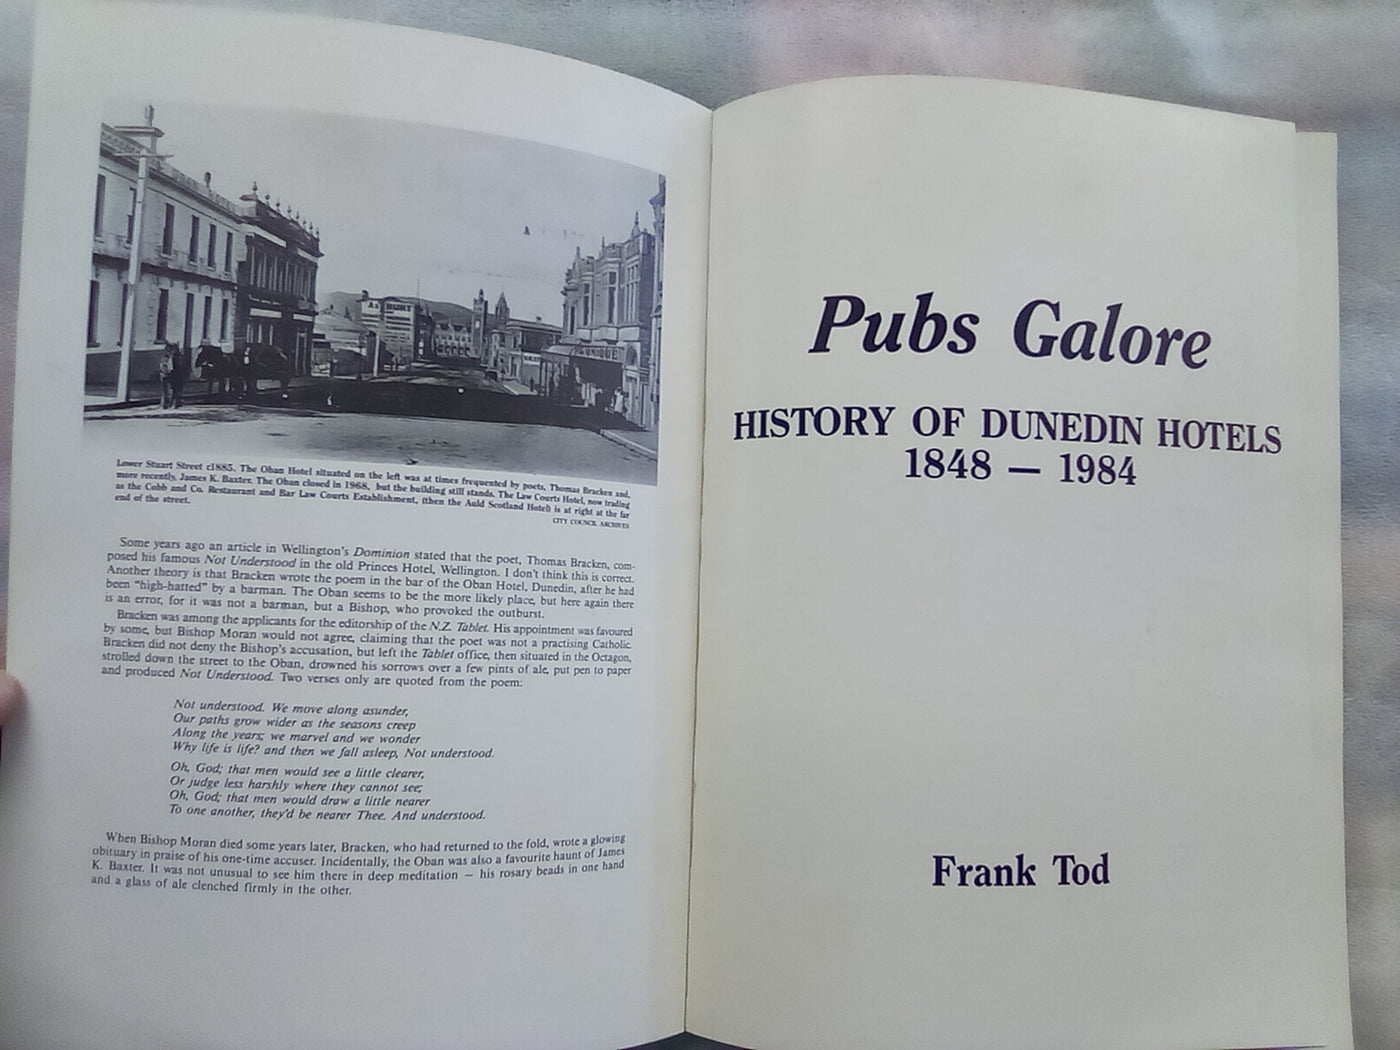 A. & T. BURT
UNIQUE
Lower Stuart Street c1885. The Oban Hotel situated on the left was at times frequented by poets, Thomas Bracken and,
more recently, James K. Baxter. The Oban closed in 1968, but the building still stands. The Law Courts Hotel, now trading
as the Cobb and Co. Restaurant and Bar Law Courts Establishment, (then the Auld Scotland Hotel) is at right at the far
end of the street.
CITY COUNCIL ARCHIVES
Some years ago an article in Wellington's Dominion stated that the poet, Thomas Bracken, com-
posed his famous Not Understood in the old Princes Hotel, Wellington. I don't think this is correct.
Another theory is that Bracken wrote the poem in the bar of the Oban Hotel, Dunedin, after he had
been "high-hatted" by a barman. The Oban seems to be the more likely place, but here again there
is an error, for it was not a barman, but a Bishop, who provoked the outburst.
Bracken was among the applicants for the editorship of the N.Z. Tablet. His appointment was favoured
by some, but Bishop Moran would not agree, claiming that the poet was not a practising Catholic.
Bracken did not deny the Bishop's accusation, but left the Tablet office, then situated in the Octagon,
strolled down the street to the Oban, drowned his sorrows over a few pints of ale, put pen to paper
and produced Not Understood. Two verses only are quoted from the poem:
Not understood. We move along asunder,
Our paths grow wider as the seasons creep
Along the years; we marvel and we wonder
Why life is life? and then we fall asleep, Not understood.
Oh, God; that men would see a little clearer,
Or judge less harshly where they cannot see;
Oh, God; that men would draw a little nearer
To one another, they'd be nearer Thee. And understood.
When Bishop Moran died some years later, Bracken, who had returned to the fold, wrote a glowing
obituary in praise of his one-time accuser. Incidentally, the Oban was also a favourite haunt of James
K. Baxter. It was not unusual to see him there in deep meditation — his rosary beads in one hand
and a glass of ale clenched firmly in the other.
Pubs Galore
HISTORY OF DUNEDIN HOTELS
1848 — 1984
Frank Tod